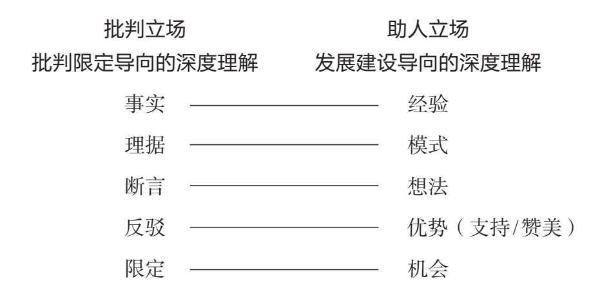 批判立场 助人立场
批判限定导向的深度理解 发展建设导向的深度理解
事实 经验
理据 模式
断言 想法
反驳 优势（支持/赞美）
限定 机会